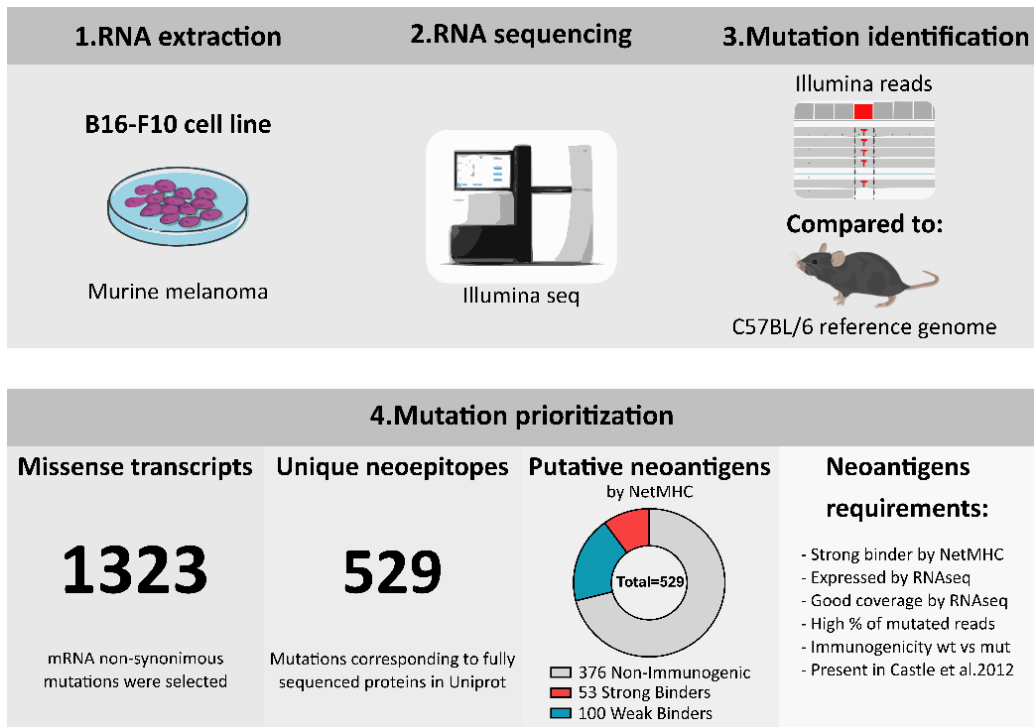 1.RNA extraction
2.RNA sequencing
3.Mutation identification
B16-F10 cell line
Murine melanoma
Illumina seq
Illumina reads
T
T
T
T
Compared to:
C57BL/6 reference genome
4.Mutation prioritization
Missense transcripts
1323
mRNA non-synonimous
mutations were selected
Unique neoepitopes
529
Mutations corresponding to fully
sequenced proteins in Uniprot
Putative neoantigens
by NetMHC
Total=529
376 Non-Immunogenic
53 Strong Binders
100 Weak Binders
Neoantigens
requirements:
- Strong binder by NetMHC
- Expressed by RNAseq
- Good coverage by RNAseq
- High % of mutated reads
- Immunogenicity wt vs mut
- Present in Castle et al.2012